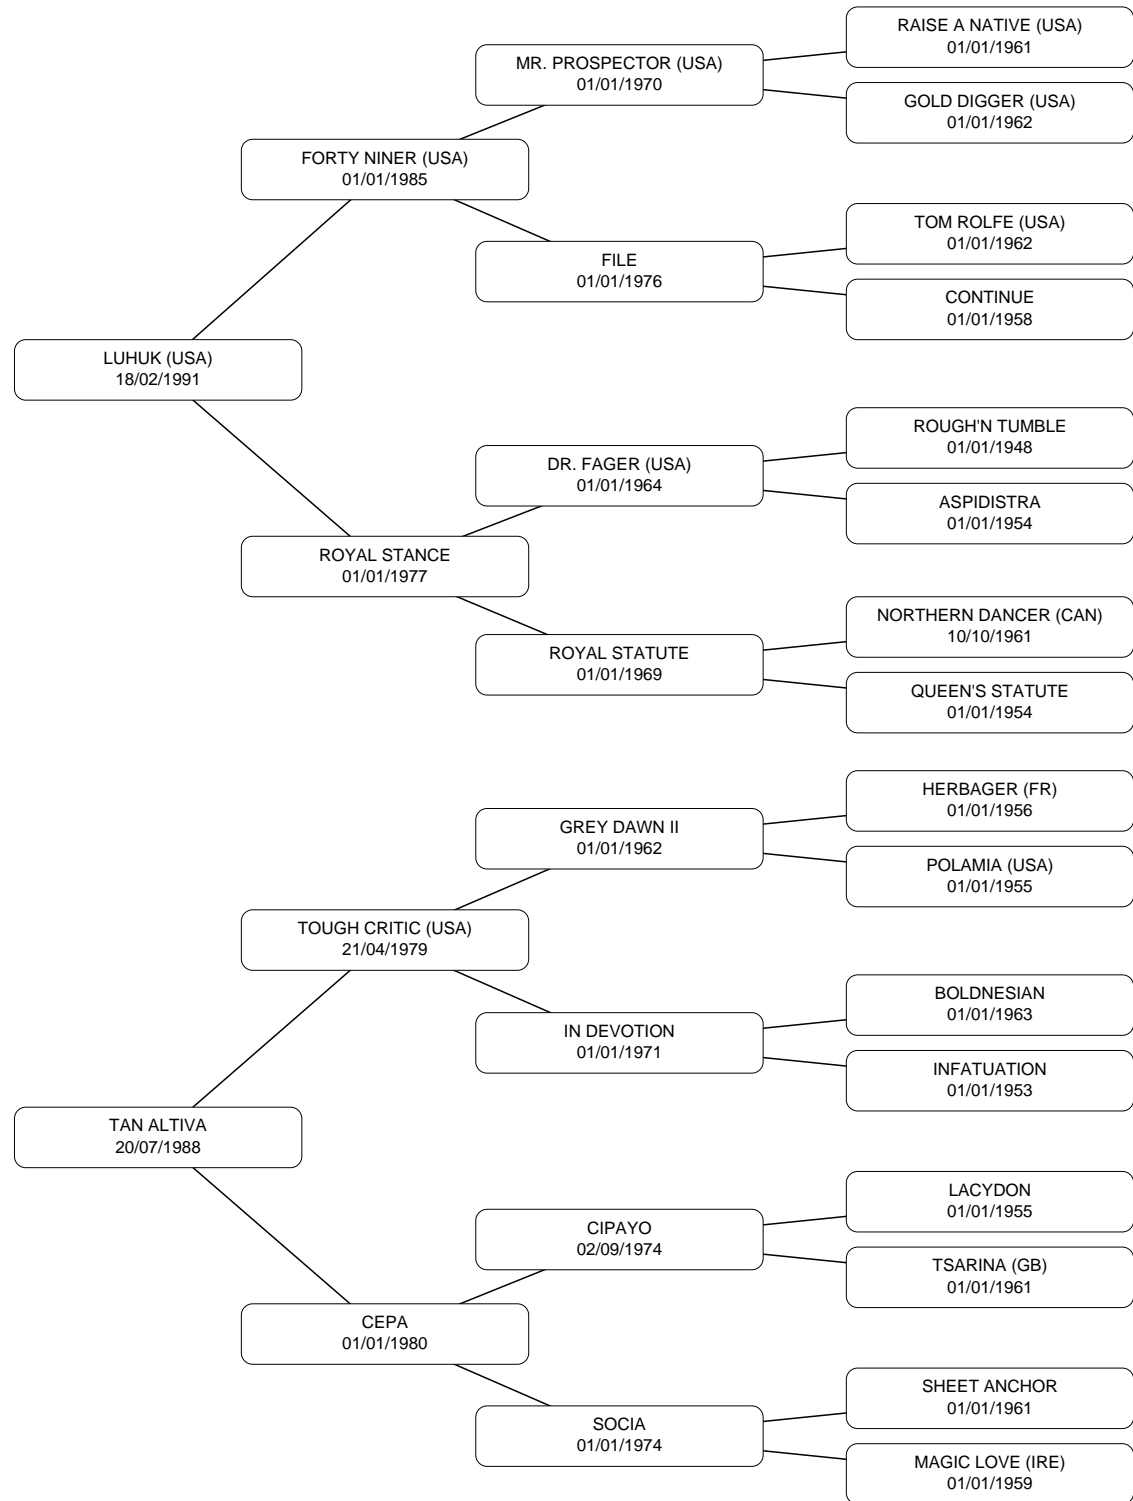 RAISE A NATIVE (USA)
01/01/1961
MR. PROSPECTOR (USA)
01/01/1970
GOLD DIGGER (USA)
01/01/1962
FORTY NINER (USA)
01/01/1985
TOM ROLFE (USA)
01/01/1962
FILE
01/01/1976
CONTINUE
01/01/1958
LUHUK (USA)
18/02/1991
ROUGH'N TUMBLE
01/01/1948
DR. FAGER (USA)
01/01/1964
ASPIDISTRA
01/01/1954
ROYAL STANCE
01/01/1977
NORTHERN DANCER (CAN)
10/10/1961
ROYAL STATUTE
01/01/1969
QUEEN'S STATUTE
01/01/1954
HERBAGER (FR)
01/01/1956
GREY DAWN II
01/01/1962
POLAMIA (USA)
01/01/1955
TOUGH CRITIC (USA)
21/04/1979
BOLDNESIAN
01/01/1963
IN DEVOTION
01/01/1971
INFATUATION
01/01/1953
TAN ALTIVA
20/07/1988
LACYDON
01/01/1955
CIPAYO
02/09/1974
TSARINA (GB)
01/01/1961
CEPA
01/01/1980
SHEET ANCHOR
01/01/1961
SOCIA
01/01/1974
MAGIC LOVE (IRE)
01/01/1959